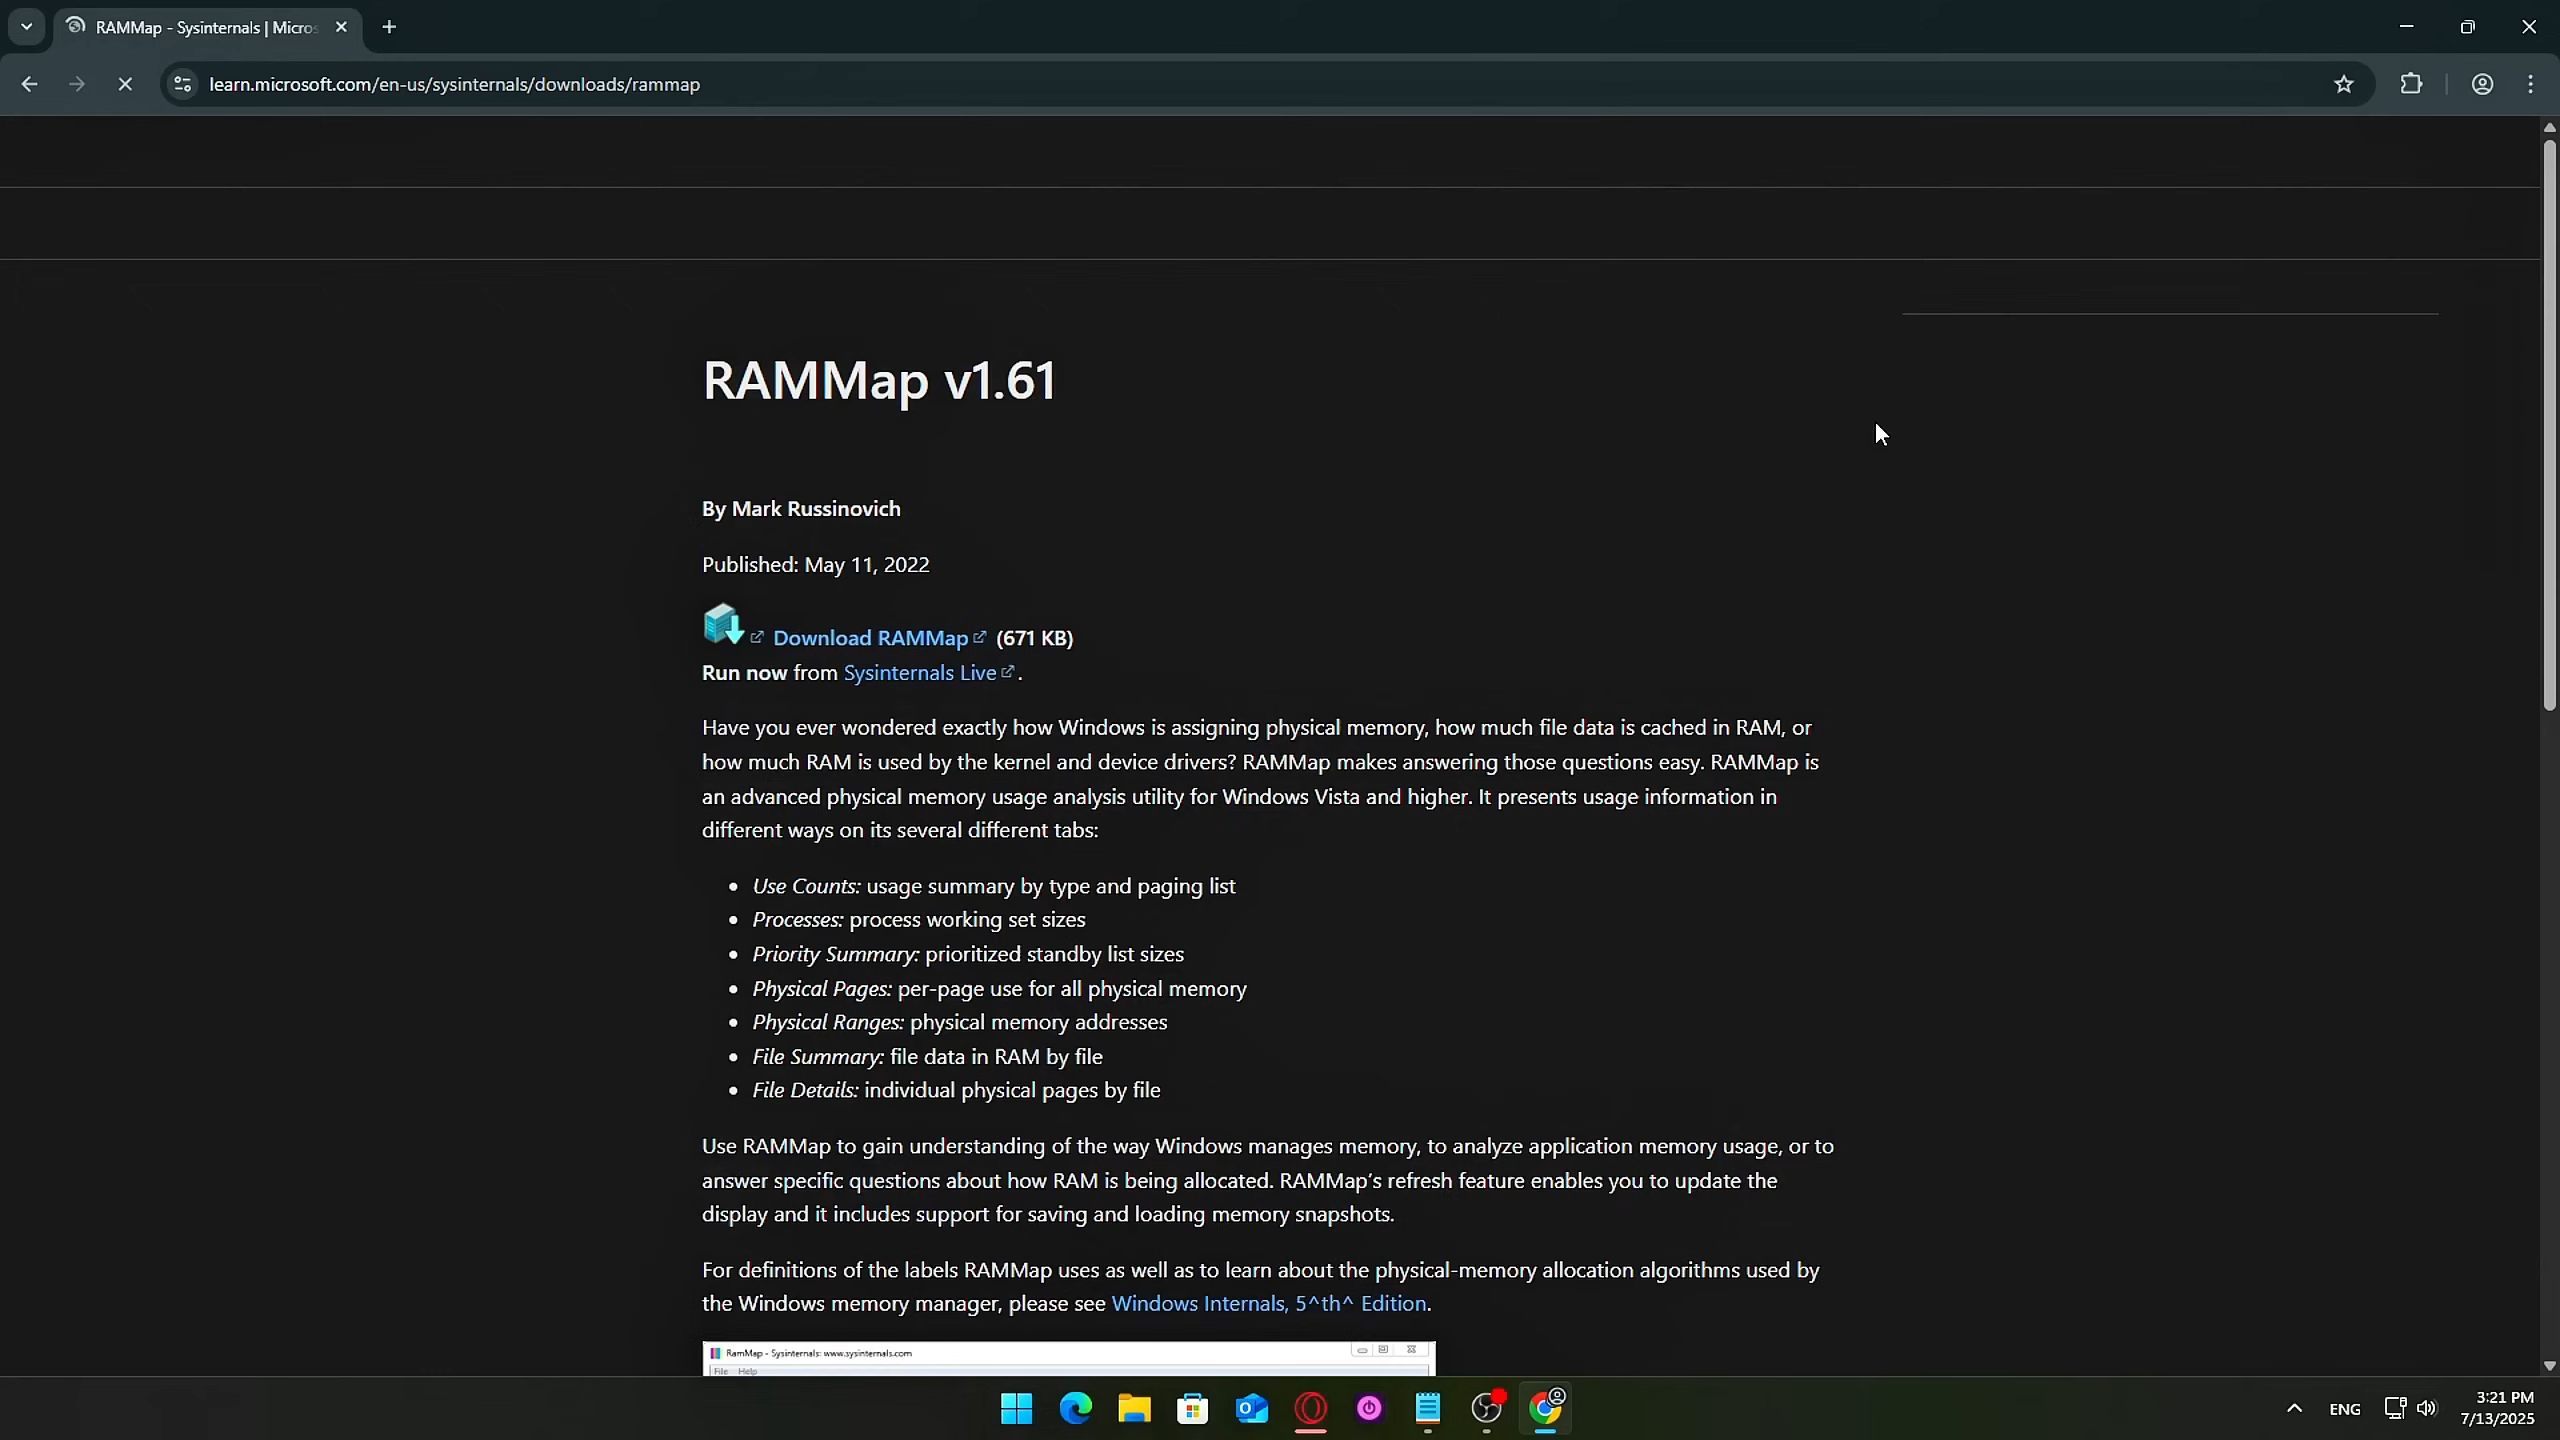 RAMMap - Sysinternals | Micros
learn.microsoft.com/en-us/sysinternals/downloads/rammap
RAMMap v1.61
By Mark Russinovich
Published: May 11, 2022
Download RAMMap (671 KB)
Run now from Sysinternals Live.
Have you ever wondered exactly how Windows is assigning physical memory, how much file data is cached in RAM, or
how much RAM is used by the kernel and device drivers? RAMMap makes answering those questions easy. RAMMap is
an advanced physical memory usage analysis utility for Windows Vista and higher. It presents usage information in
different ways on its several different tabs:
• Use Counts: usage summary by type and paging list
• Processes: process working set sizes
• Priority Summary: prioritized standby list sizes
• Physical Pages: per-page use for all physical memory
• Physical Ranges: physical memory addresses
• File Summary: file data in RAM by file
• File Details: individual physical pages by file
Use RAMMap to gain understanding of the way Windows manages memory, to analyze application memory usage, or to
answer specific questions about how RAM is being allocated. RAMMap’s refresh feature enables you to update the
display and it includes support for saving and loading memory snapshots.
For definitions of the labels RAMMap uses as well as to learn about the physical-memory allocation algorithms used by
the Windows memory manager, please see Windows Internals, 5^th^ Edition.
RamMap - Sysinternals: www.sysinternals.com
File Help
ENG
3:21 PM
7/13/2025